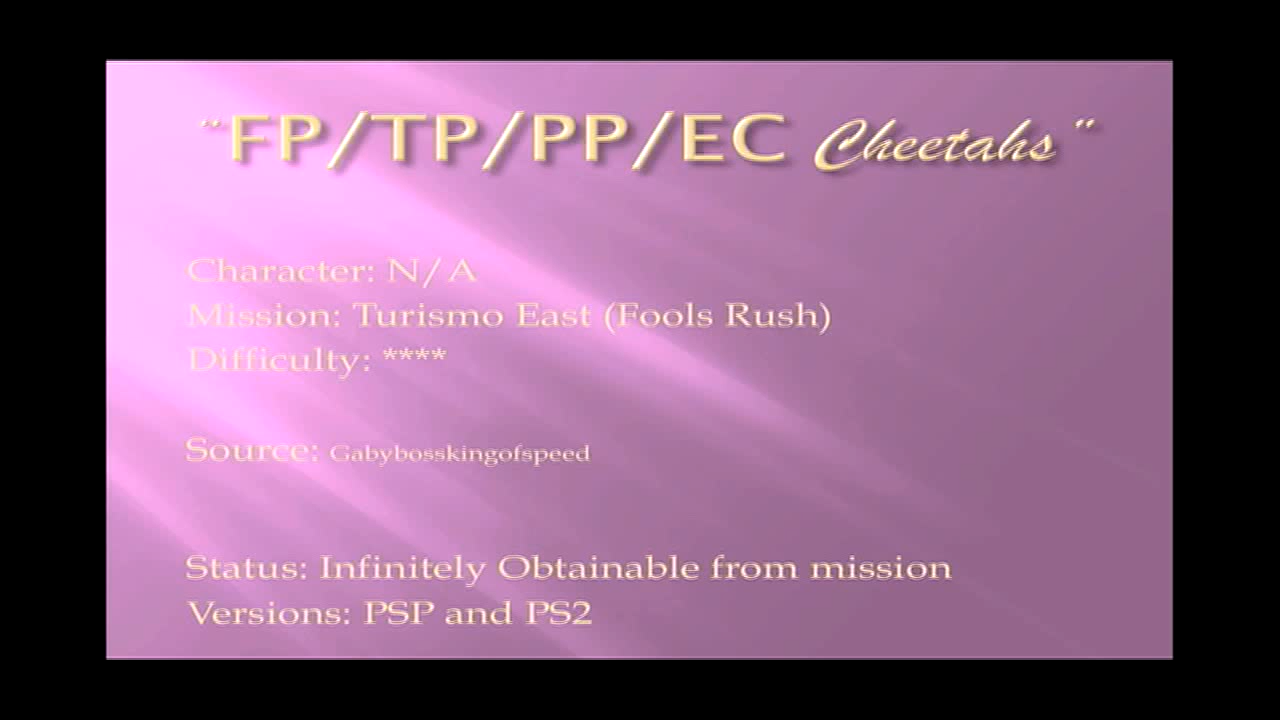 "FP/TP/PP/EC Cheetahs"
Character: N/A
Mission: Turismo East (Fools Rush)
Difficulty: ****
Source: Gabybosskingofspeed
Status: Infinitely Obtainable from mission
Versions: PSP and PS2